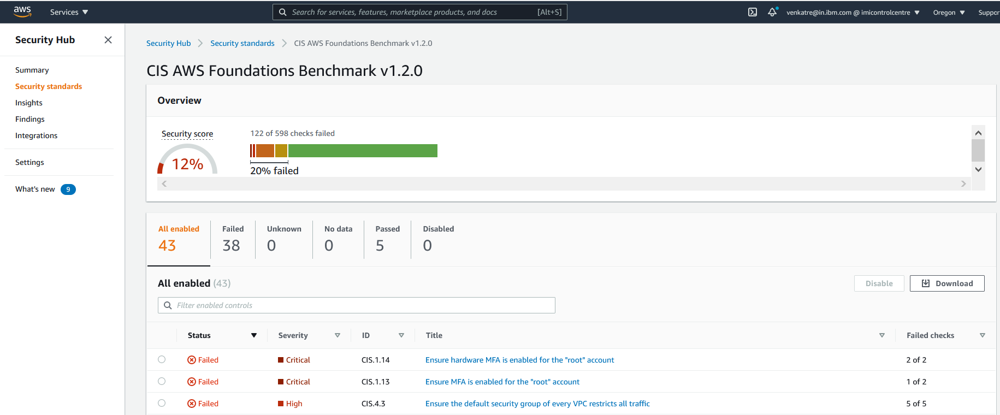 aws Services Search for services, features, marketplace products, and docs [Alt+S] venkatre@in.ibm.com @ imicontrolcentre Oregon Suppor
Security Hub
Summary
Security standards
Insights
Findings
Integrations
Settings
What's new 9
Security Hub Security standards CIS AWS Foundations Benchmark v1.2.0
CIS AWS Foundations Benchmark v1.2.0
Overview
Security score
12%
122 of 598 checks failed
20% failed
All enabled Failed Unknown No data Passed Disabled
43 38 0 0 5 0
All enabled (43)
Disable Download
Filter enabled controls
Status Severity ID Title Failed checks
Failed Critical CIS.1.14 Ensure hardware MFA is enabled for the "root" account 2 of 2
Failed Critical CIS.1.13 Ensure MFA is enabled for the "root" account 1 of 2
Failed High CIS.4.3 Ensure the default security group of every VPC restricts all traffic 5 of 5